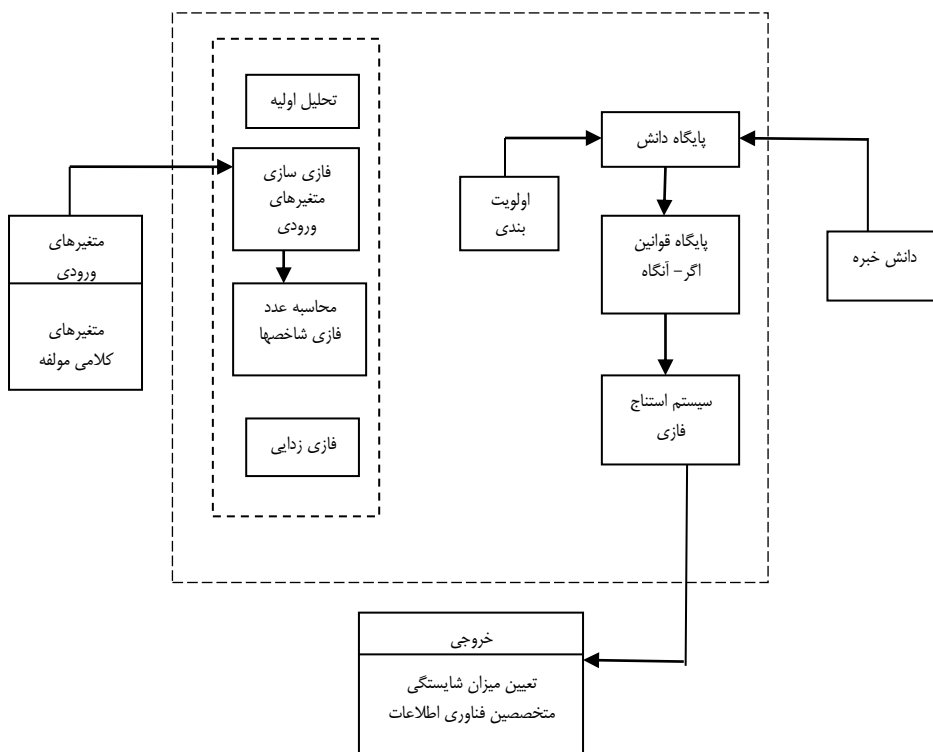 تحلیل اولیه
فازی سازی
متغیرهای
ورودی
محاسبه عدد
فازی شاخصها
فازی زدایی
متغیرهای
ورودی
متغیرهای
کلامی مولفه
پایگاه دانش
اولویت
بندی
پایگاه قوانین
اگر– آنگاه
دانش خبره
سیستم استناج
فازی
خروجی
تعیین میزان شایستگی
متخصصین فناوری اطلاعات